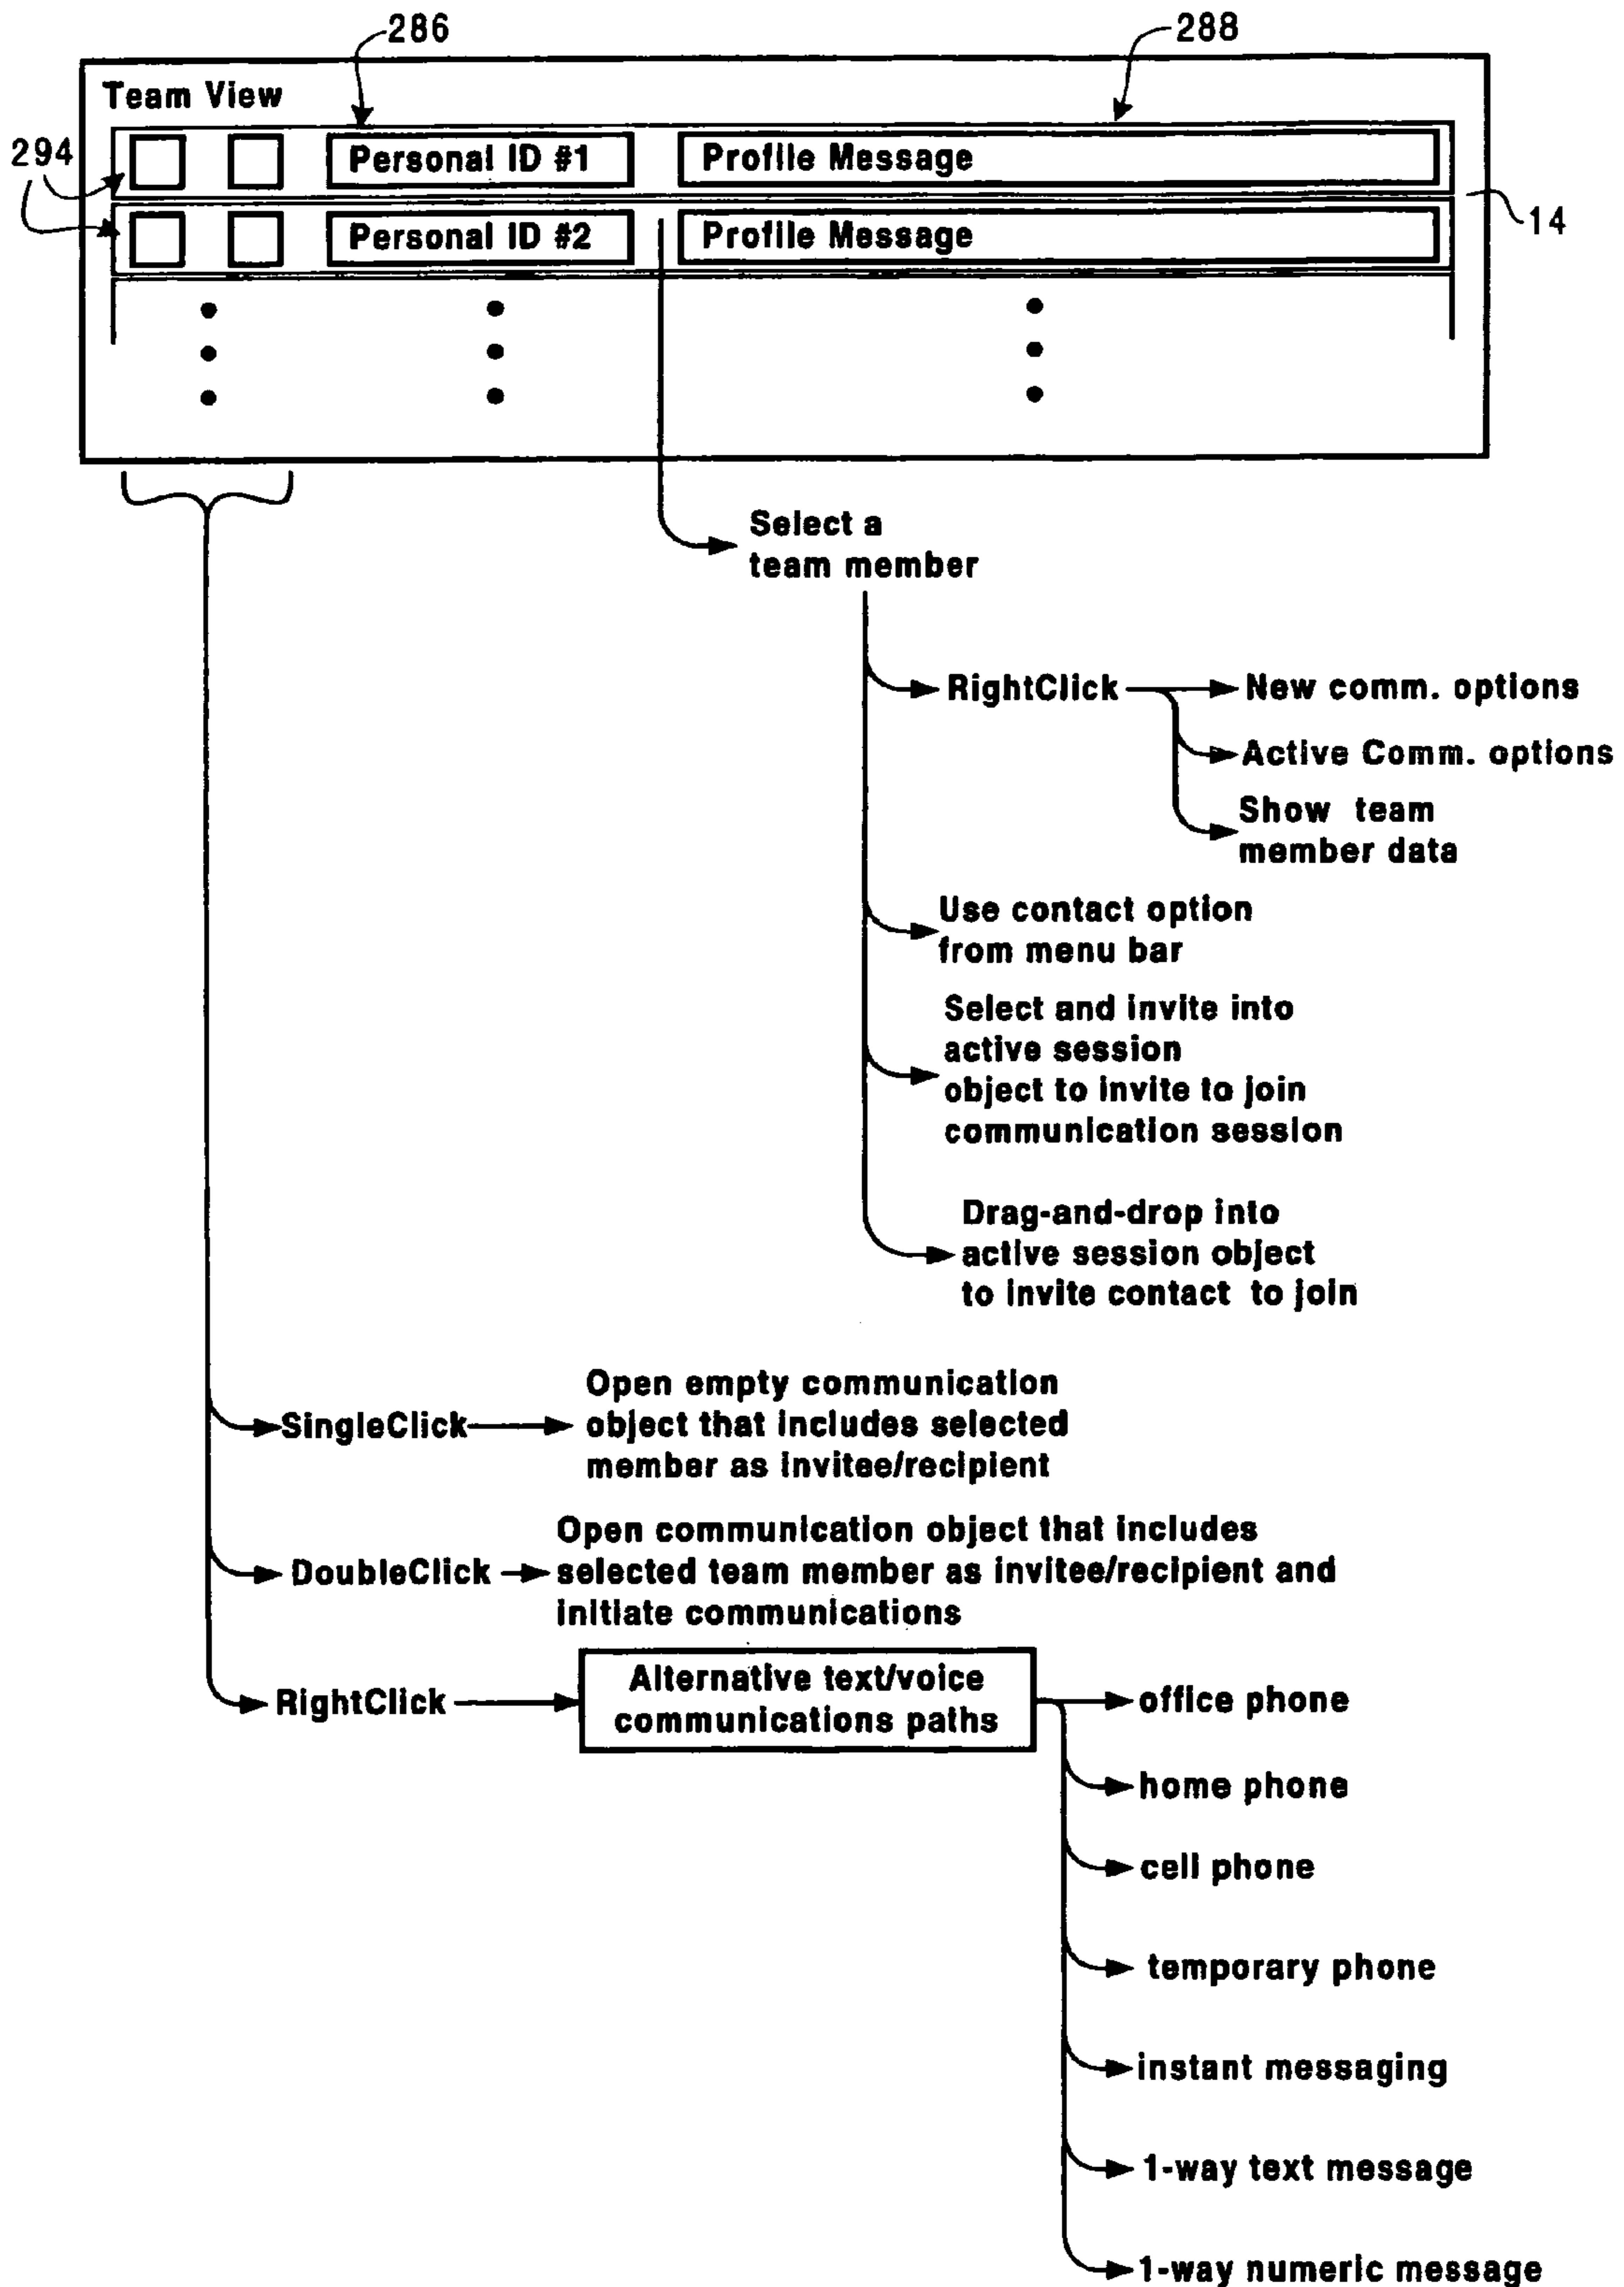 286
288
Team View
294
Personal ID #1
Profile Message
Personal ID #2
Profile Message
14
Select a
team member
RightClick
New comm. options
Active Comm. options
Show team
member data
Use contact option
from menu bar
Select and invite into
active session
object to invite to join
communication session
Drag-and-drop into
active session object
to invite contact to join
SingleClick
Open empty communication
object that includes selected
member as invitee/recipient
DoubleClick
Open communication object that includes
selected team member as invitee/recipient and
initiate communications
RightClick
Alternative text/voice
communications paths
office phone
home phone
cell phone
temporary phone
instant messaging
1-way text message
1-way numeric message